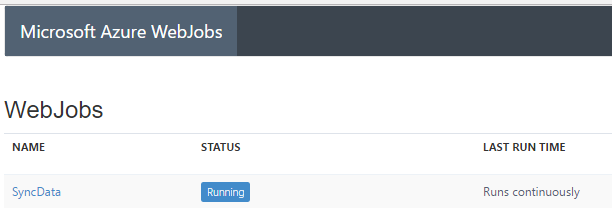 Microsoft Azure WebJobs
WebJobs
NAME STATUS LAST RUN TIME
SyncData Running Runs continuously